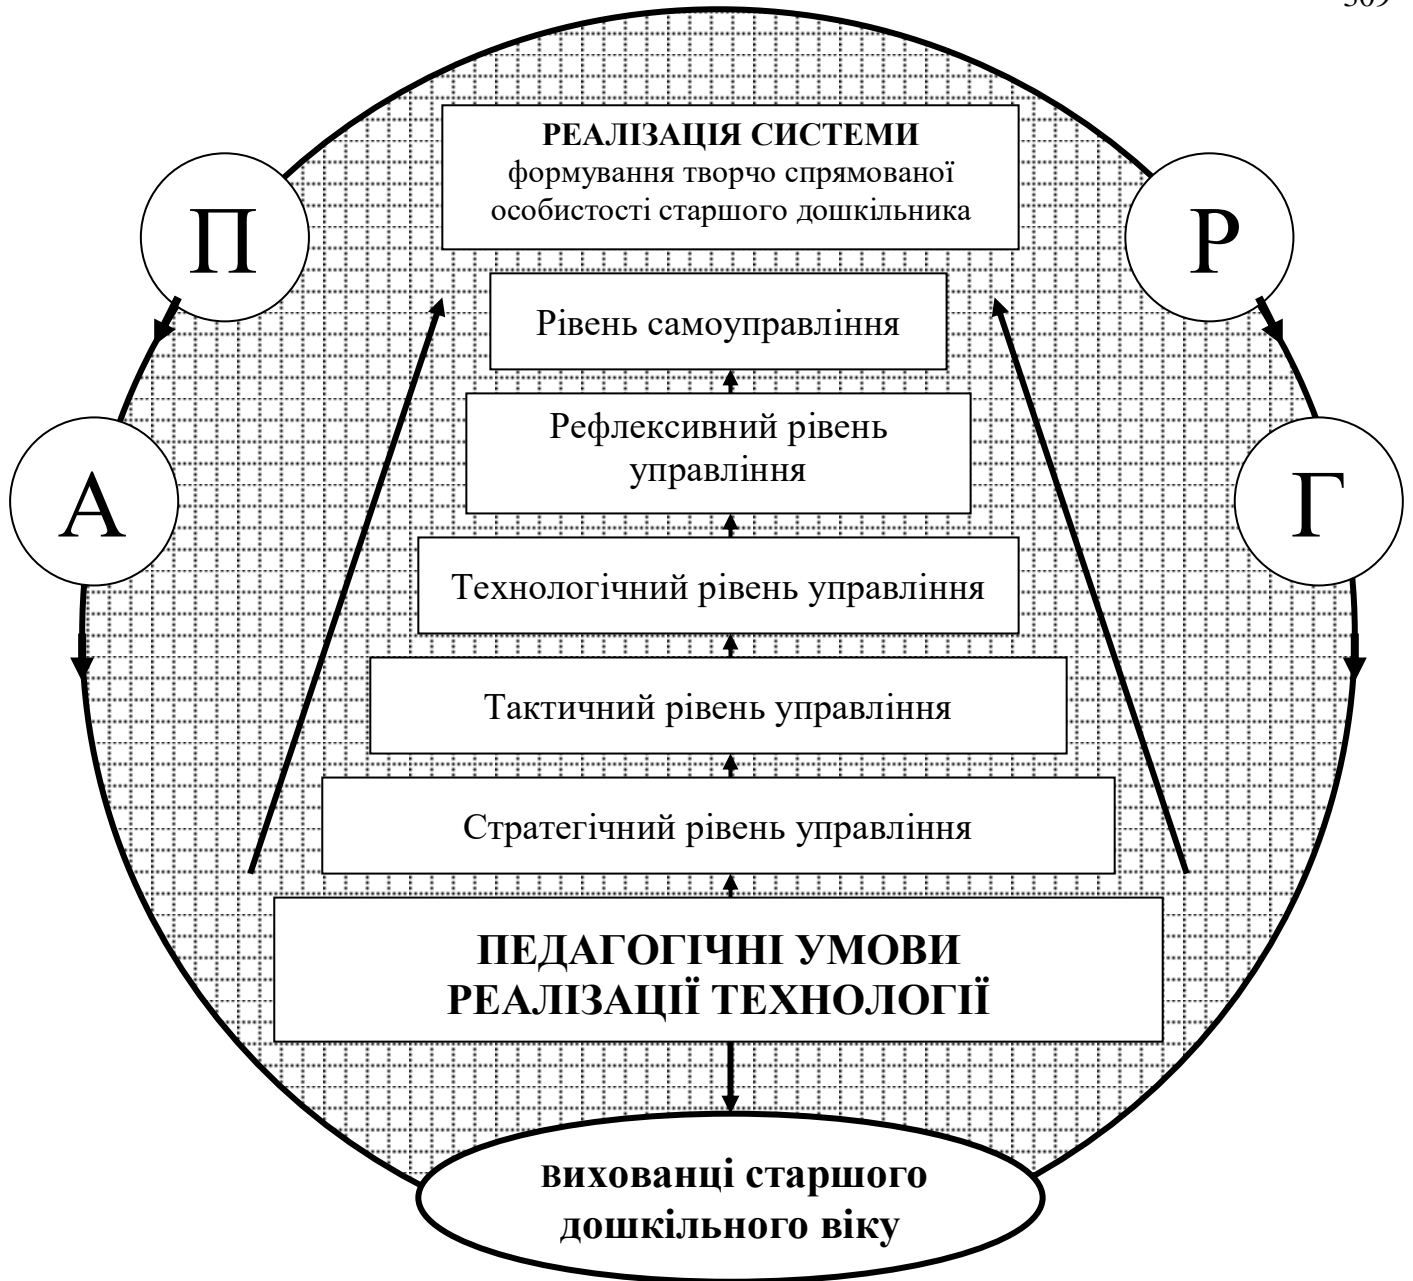 РЕАЛІЗАЦІЯ СИСТЕМИ
формування творчо спрямованої
особистості старшого дошкільника
П
Р
Рівень самоуправління
Рефлексивний рівень
управління
А
Г
Технологічний рівень управління
Тактичний рівень управління
Стратегічний рівень управління
ПЕДАГОГІЧНІ УМОВИ
РЕАЛІЗАЦІЇ ТЕХНОЛОГІЇ
Вихованці старшого
дошкільного віку